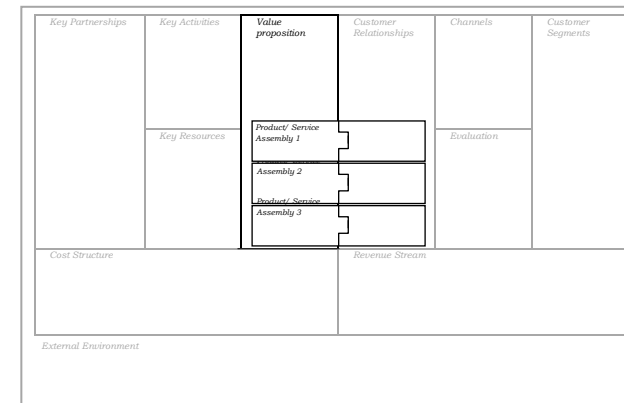 Key Partnerships
Key Activities
Value
proposition
Customer
Relationships
Channels
Customer
Segments
Product/ Service
Assembly 1
Key Resources
Evaluation
Assembly 2
Product/ Service
Assembly 3
Cost Structure
Revenue Stream
External Environment